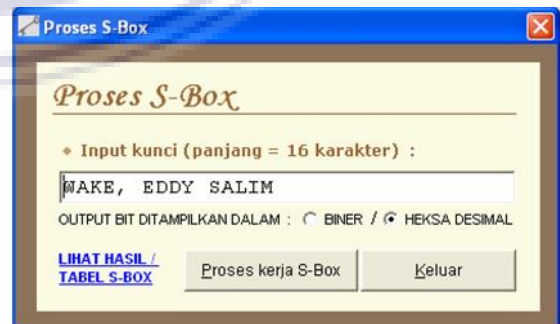 Proses S-Box
Proses S-Box
Input kunci (panjang = 16 karakter) :
WAKE, EDDY SALIM
OUTPUT BIT DITAMPILKAN DALAM : BINER / HEKSA DESIMAL
LIHAT HASIL /
TABEL S-BOX
Proses kerja S-Box
Keluar